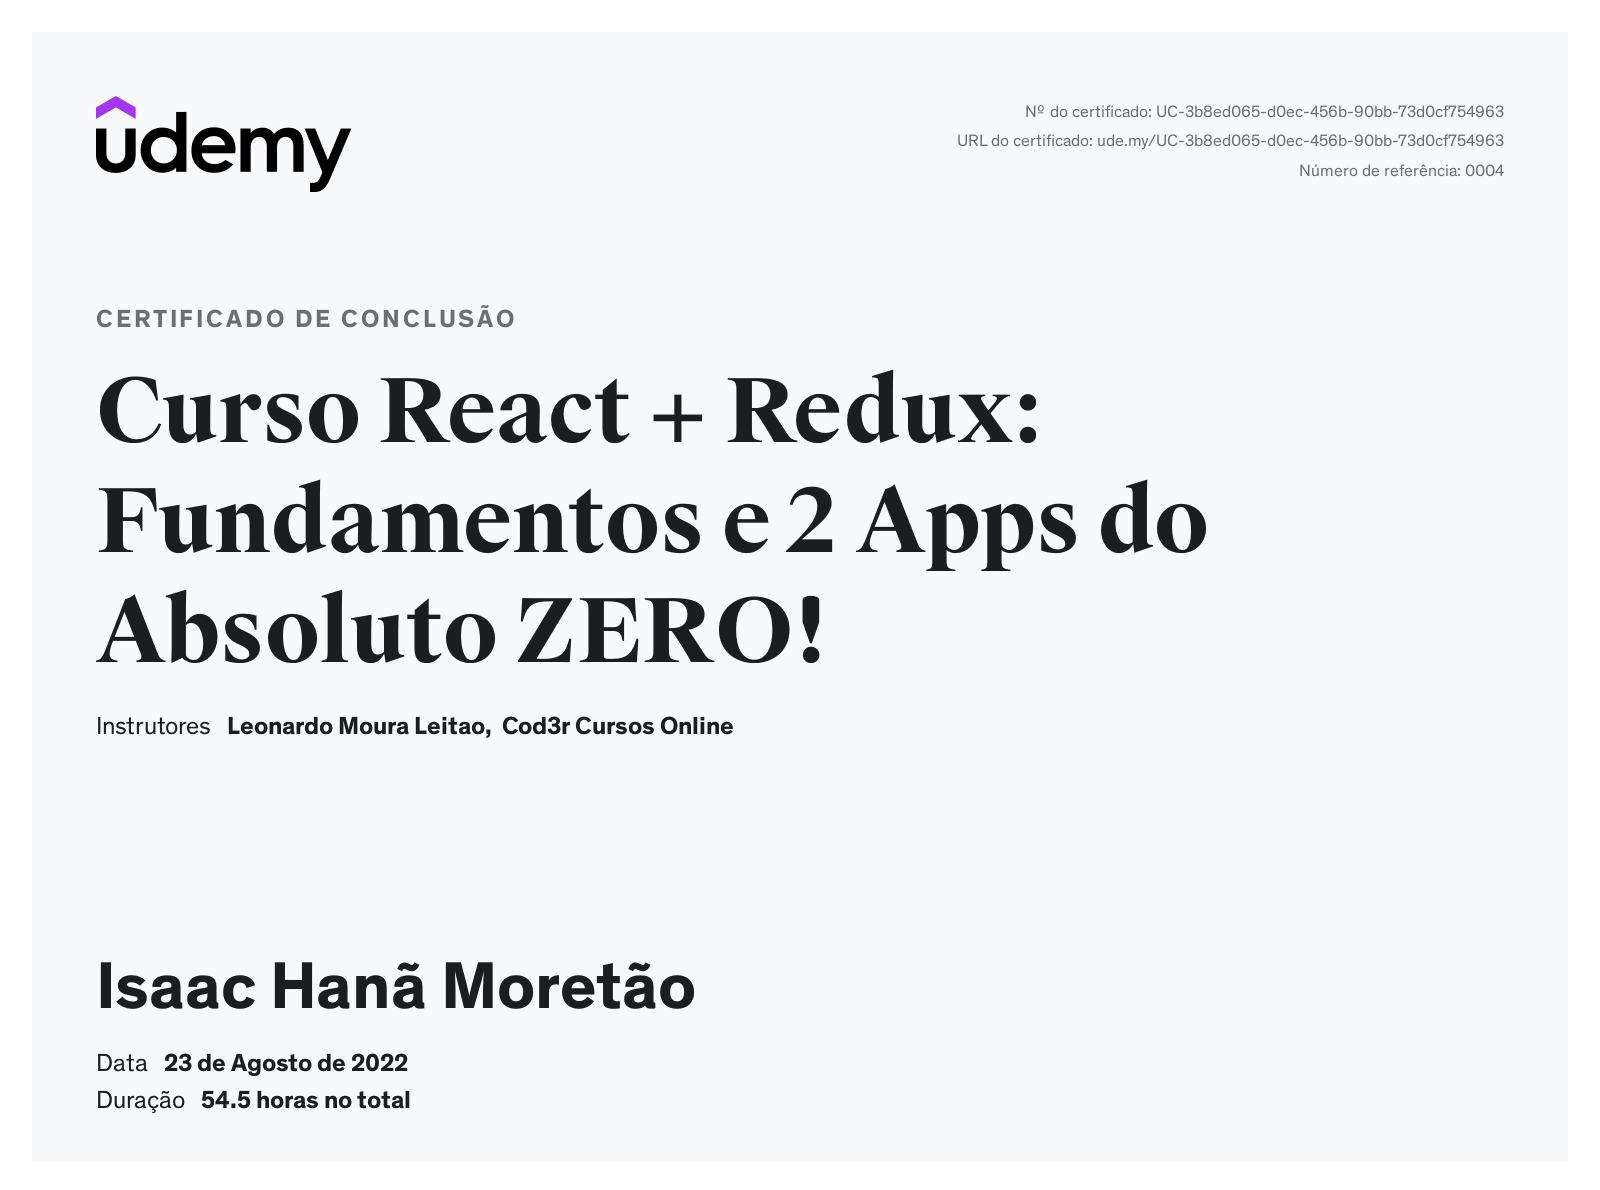 udemy
Nº do certificado: UC-3b8ed065-d0ec-456b-90bb-73d0cf754963
URL do certificado: ude.my/UC-3b8ed065-d0ec-456b-90bb-73d0cf754963
Número de referência: 0004
CERTIFICADO DE CONCLUSÃO
Curso React + Redux:
Fundamentos e 2 Apps do
Absoluto ZERO!
Instrutores Leonardo Moura Leitao, Cod3r Cursos Online
Isaac Hanã Moretão
Data 23 de Agosto de 2022
Duração 54.5 horas no total